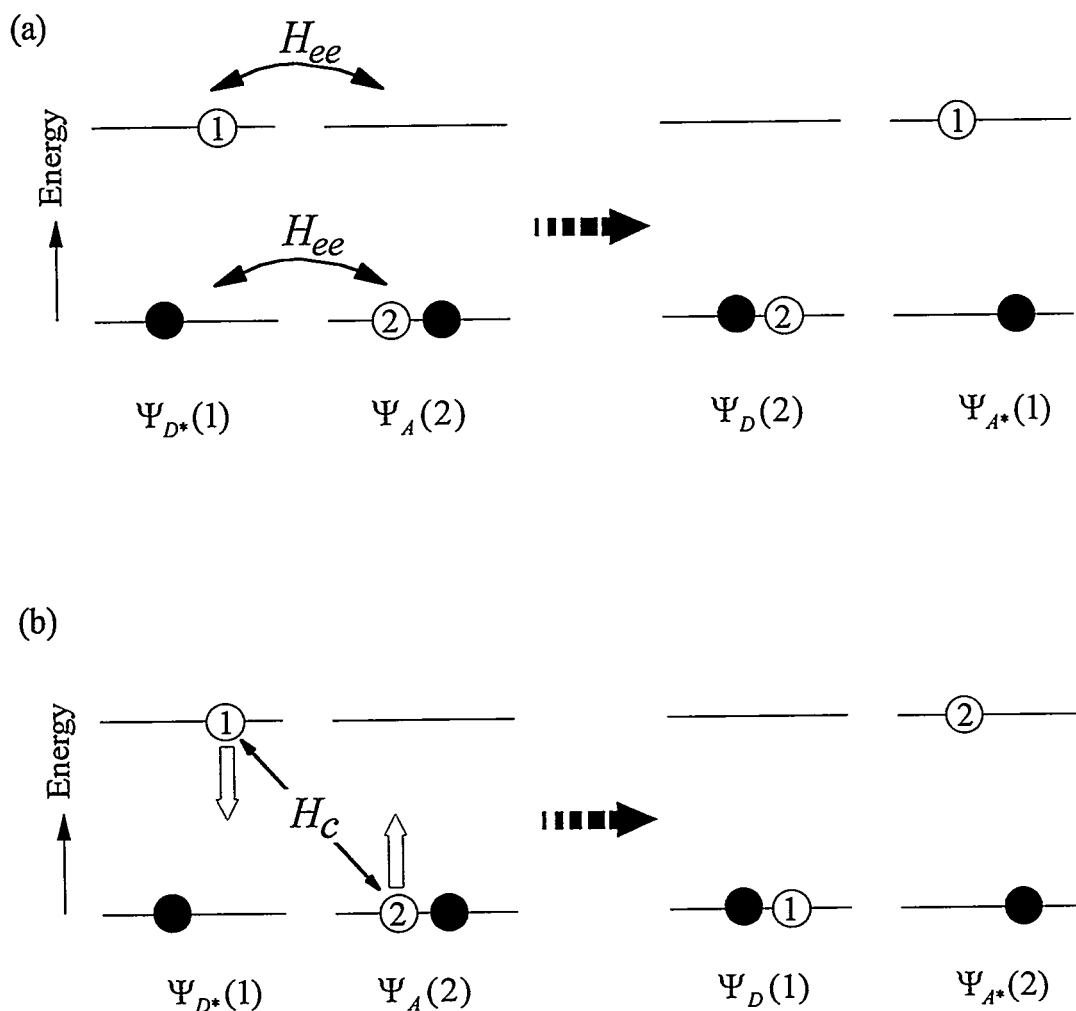 (a)
H_ee
1
1
Energy
H_ee
2
2
Ψ_D*(1) Ψ_A(2) Ψ_D(2) Ψ_A*(1)
(b)
1
2
Energy
H_C
2
1
Ψ_D*(1) Ψ_A(2) Ψ_D(1) Ψ_A*(2)